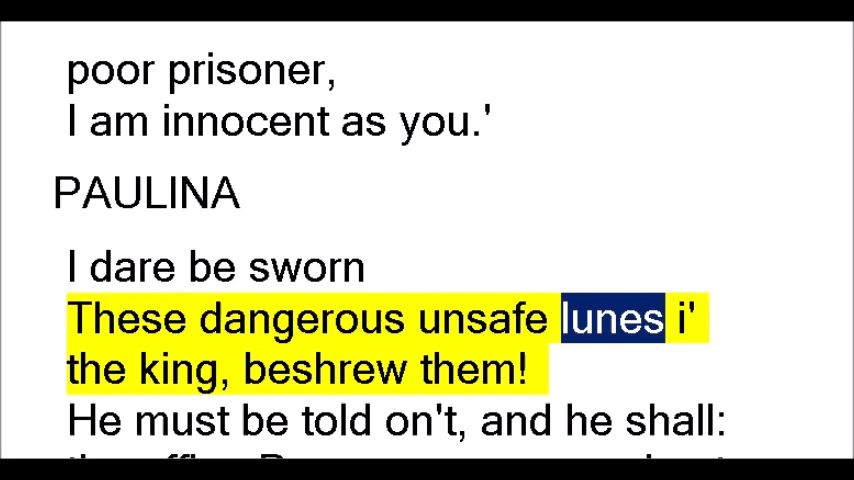 poor prisoner,
I am innocent as you.'
PAULINA
I dare be sworn
These dangerous unsafe lunes i'
the king, beshrew them!
He must be told on't, and he shall: